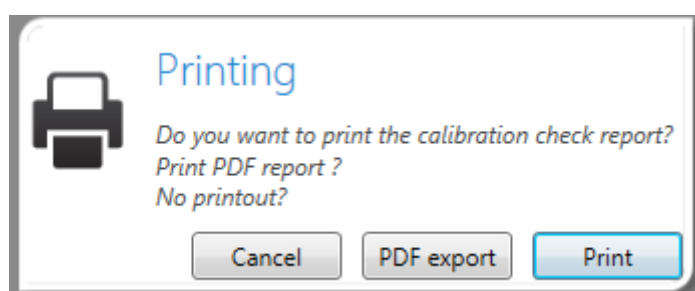 Printing
Do you want to print the calibration check report?
Print PDF report ?
No printout?
Cancel PDF export Print